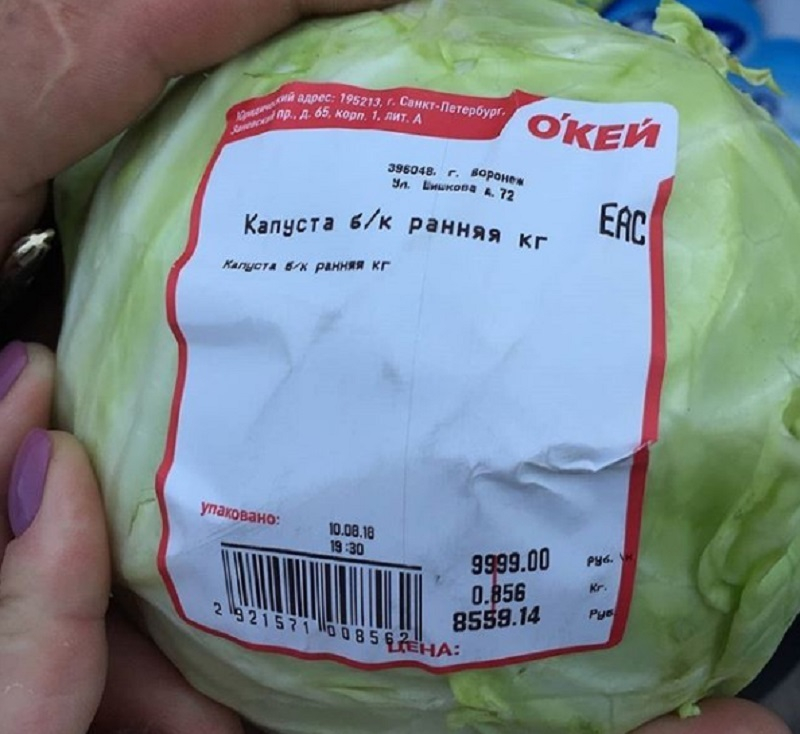 Юридический адрес: 195213, г. Санкт-Петербург,
Заневский пр., д. 65, корп. 1, лит. А
О'КЕЙ
396048. г. Воронеж
Ул. Шишкова д. 72
EAC
Капуста б/к ранняя кг
Капуста б/к ранняя кг
упаковано:
10.08.18
19:30
9999.00 Руб.
0.856 Кг.
8559.14 Руб
2 921571 008562
ЦЕНА: